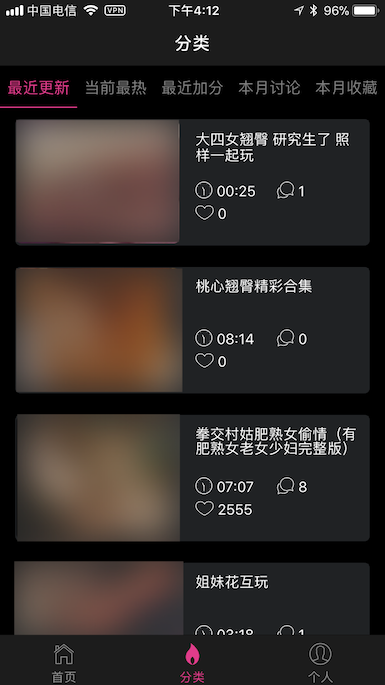 中国电信 VPN 下午4:12 96%
分类
最近更新 当前最热 最近加分 本月讨论 本月收藏
大四女翘臀 研究生了 照
样一起玩
00:25 1
0
桃心翘臀精彩合集
08:14 0
0
拳交村姑肥熟女偷情（有
肥熟女老女少妇完整版）
07:07 8
2555
姐妹花互玩
03:18 1
首页 分类 个人